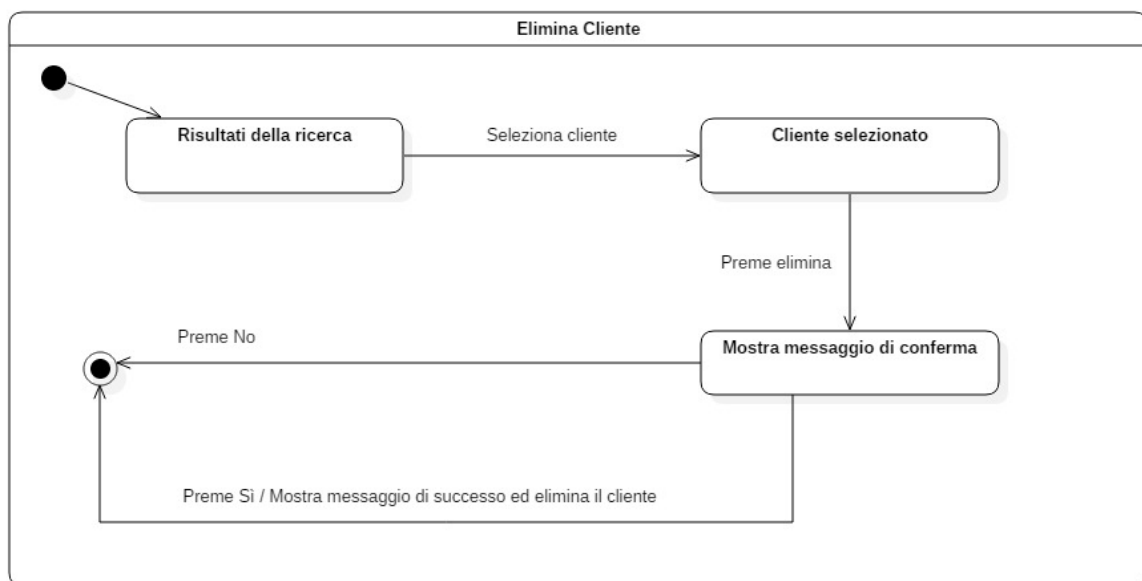 Elimina Cliente
Risultati della ricerca
Seleziona cliente
Cliente selezionato
Preme elimina
Preme No
Mostra messaggio di conferma
Preme Sì / Mostra messaggio di successo ed elimina il cliente